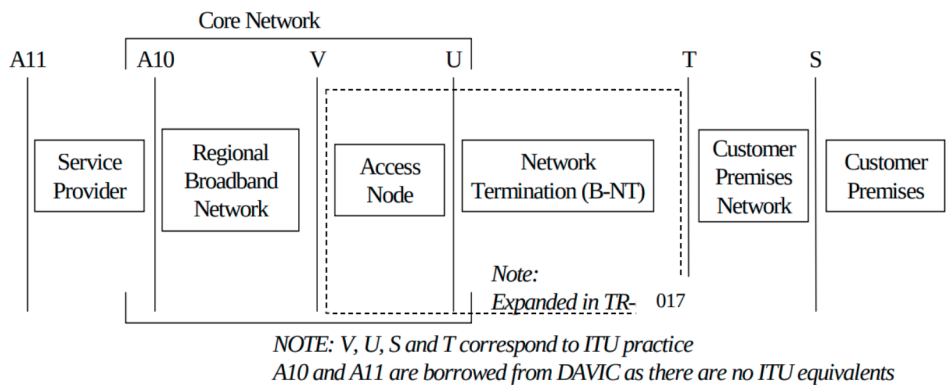 Core Network
A11
A10
V
U
T
S
Service
Provider
Regional
Broadband
Network
Access
Node
Network
Termination (B-NT)
Customer
Premises
Network
Customer
Premises
Note:
Expanded in TR- 017
NOTE: V, U, S and T correspond to ITU practice
A10 and A11 are borrowed from DAVIC as there are no ITU equivalents